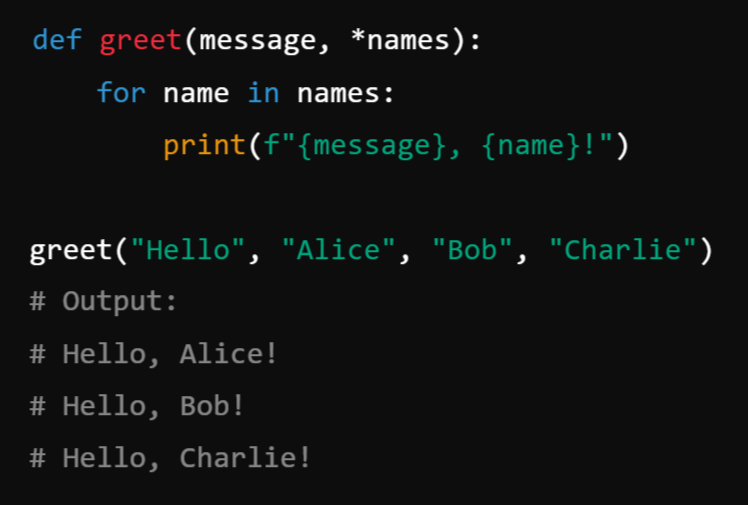 def greet(message, *names):
    for name in names:
        print(f"{message}, {name}!")

greet("Hello", "Alice", "Bob", "Charlie")
# Output:
# Hello, Alice!
# Hello, Bob!
# Hello, Charlie!